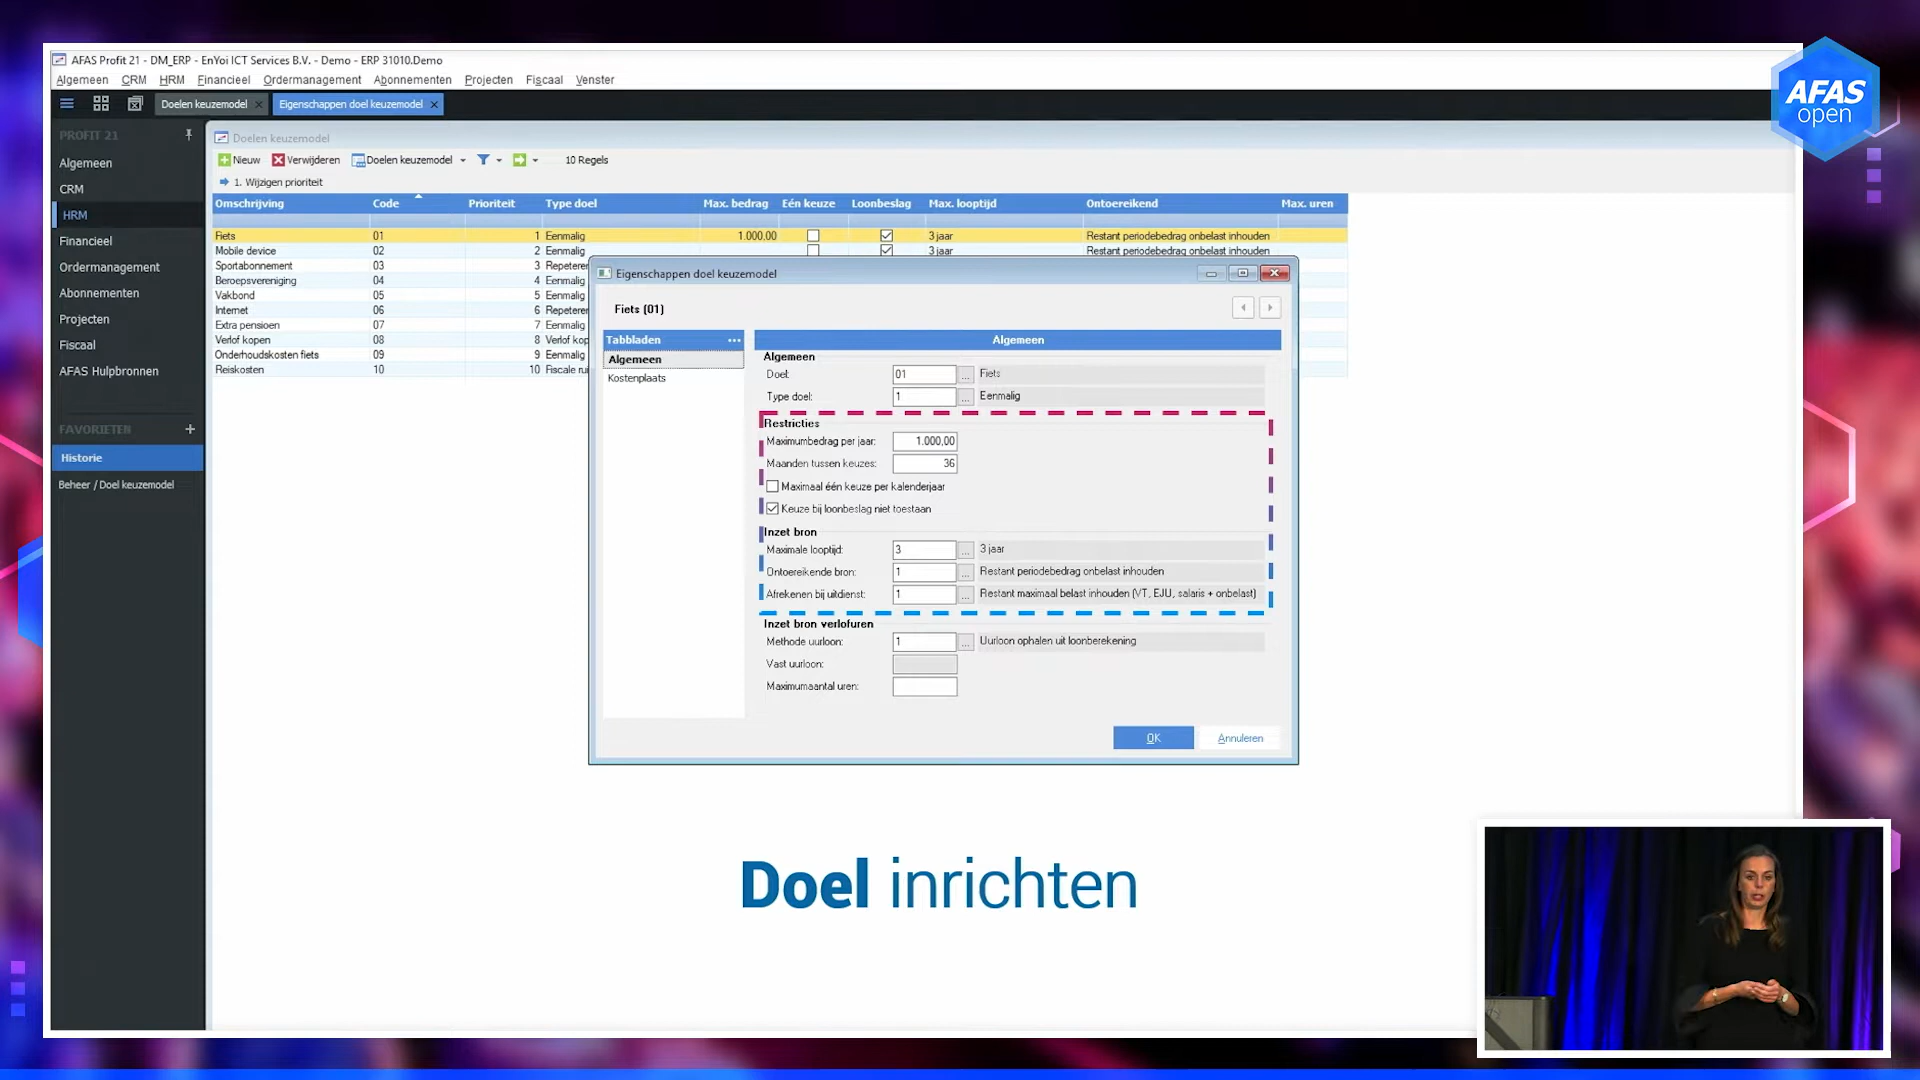 AFAS Profit 21 - DM_ERP - EnYoi ICT Services B.V. - Demo - ERP 31010.Demo
Algemeen CRM HRM Financieel Ordermanagement Abonnementen Projecten Fiscaal Venster
Doelen keuzemodel Eigenschappen doel keuzemodel
AFAS
open
PROFIT 21
Algemeen
CRM
HRM
Financieel
Ordermanagement
Abonnementen
Projecten
Fiscaal
AFAS Hulpbronnen
FAVORIETEN
Historie
Beheer / Doel keuzemodel
Doelen keuzemodel
Nieuw Verwijderen Doelen keuzemodel 10 Regels
1. Wijzigen prioriteit
Omschrijving Code Prioriteit Type doel Max. bedrag Eén keuze Loonbeslag Max. looptijd Ontoereikend Max. uren
Fiets 01 1 Eenmalig 1.000,00 3 jaar Restant periodebedrag onbelast inhouden
Mobile device 02 2 Eenmalig 3 jaar Restant periodebedrag onbelast inhouden
Sportabonnement 03 3 Repeteren
Beroepsvereniging 04 4 Eenmalig
Vakbond 05 5 Eenmalig
Internet 06 6 Repeteren
Extra pensioen 07 7 Eenmalig
Verlof kopen 08 8 Verlof kop
Onderhoudskosten fiets 09 9 Eenmalig
Reiskosten 10 10 Fiscale rui
Eigenschappen doel keuzemodel
Fiets (01)
Tabbladen ...
Algemeen
Kostenplaats
Algemeen
Algemeen
Doel: 01 ... Fiets
Type doel: 1 ... Eenmalig
Restricties
Maximumbedrag per jaar: 1.000,00
Maanden tussen keuzes: 36
Maximaal één keuze per kalenderjaar
Keuze bij loonbeslag niet toestaan
Inzet bron
Maximale looptijd: 3 ... 3 jaar
Ontoereikende bron: 1 ... Restant periodebedrag onbelast inhouden
Afrekenen bij uitdienst: 1 ... Restant maximaal belast inhouden (VT, EJU, salaris + onbelast)
Inzet bron verlofuren
Methode uurloon: 1 ... Uurloon ophalen uit loonberekening
Vast uurloon:
Maximumaantal uren:
OK Annuleren
Doel inrichten